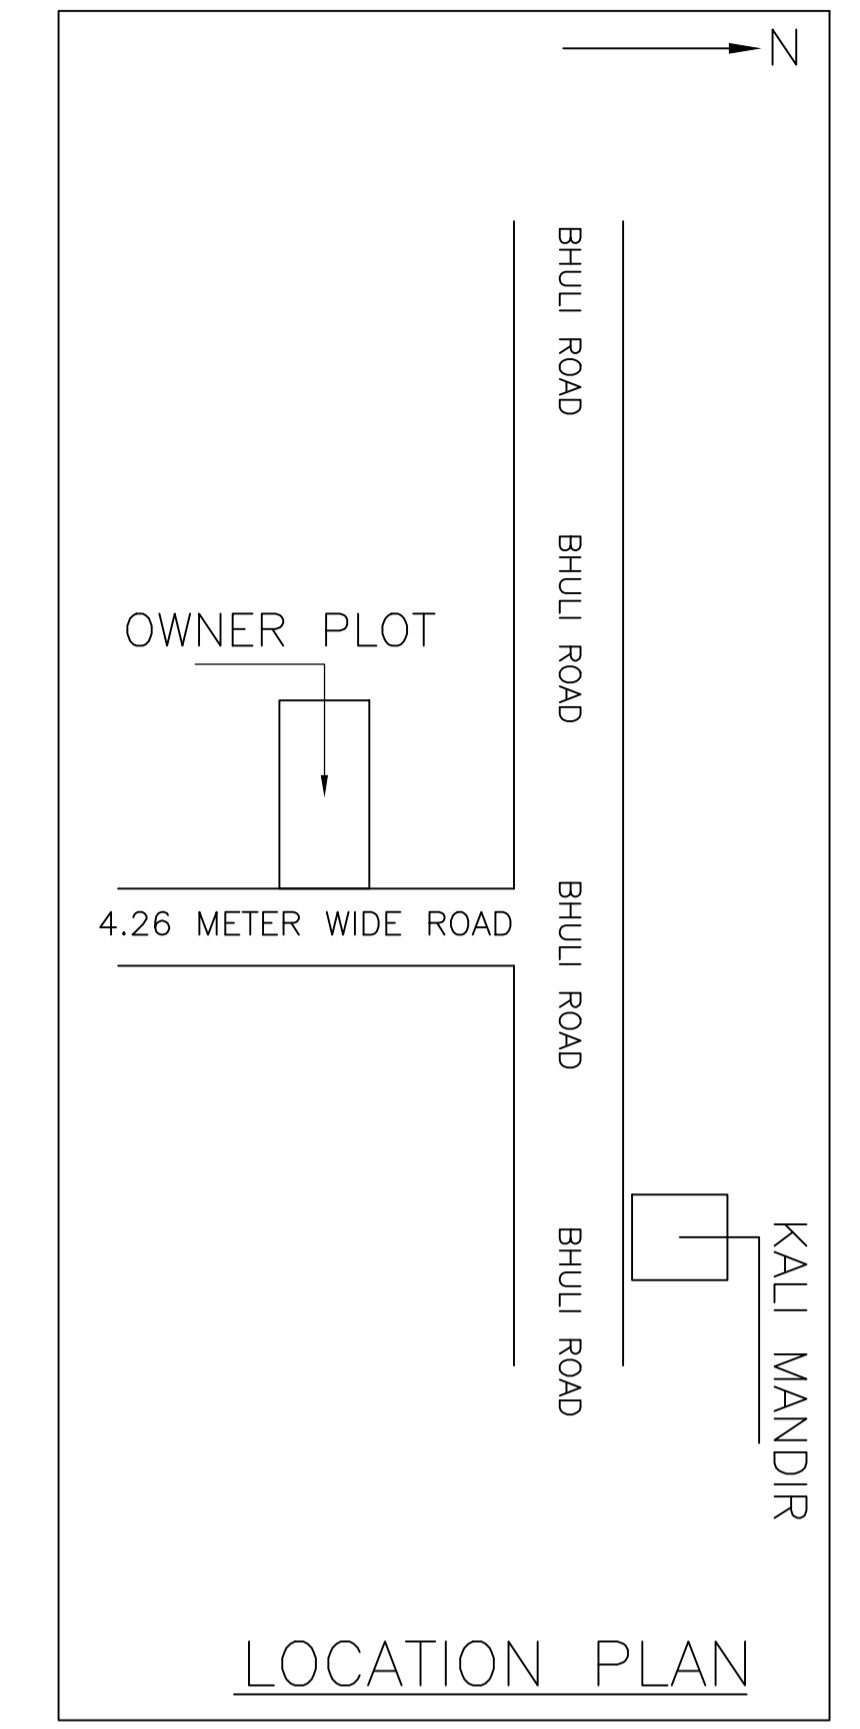 N
BHULI ROAD
BHULI ROAD
OWNER PLOT
BHULI ROAD
4.26 METER WIDE ROAD
BHULI ROAD
KALI MANDIR
LOCATION PLAN